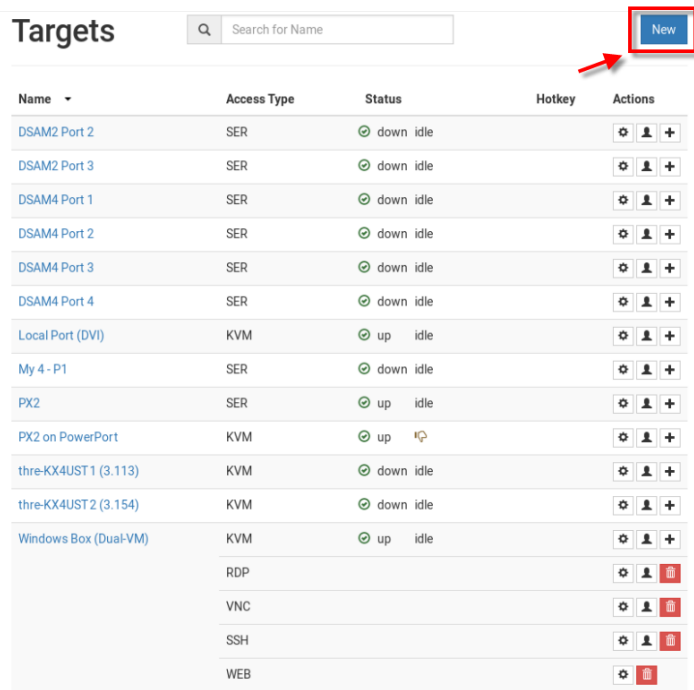 Targets
Search for Name
New
Name Access Type Status Hotkey Actions
DSAM2 Port 2 SER down idle
DSAM2 Port 3 SER down idle
DSAM4 Port 1 SER down idle
DSAM4 Port 2 SER down idle
DSAM4 Port 3 SER down idle
DSAM4 Port 4 SER down idle
Local Port (DVI) KVM up idle
My 4 - P1 SER down idle
PX2 SER up idle
PX2 on PowerPort KVM up
thre-KX4UST1 (3.113) KVM down idle
thre-KX4UST2 (3.154) KVM down idle
Windows Box (Dual-VM) KVM up idle
RDP
VNC
SSH
WEB